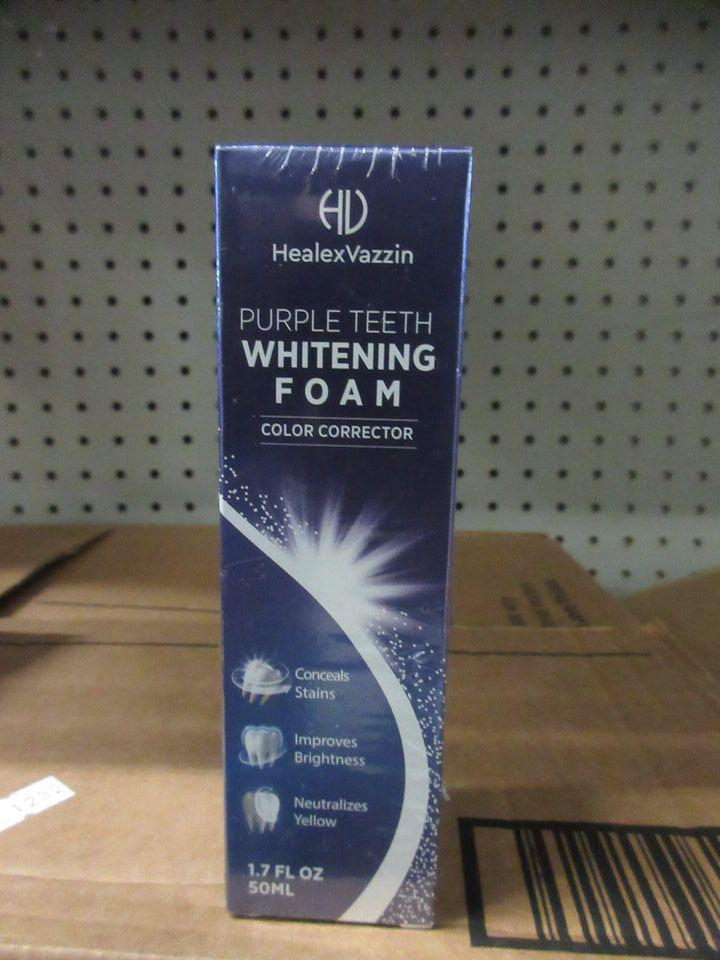 HV
HealexVazzin
PURPLE TEETH
WHITENING
FOAM
COLOR CORRECTOR
Conceals
Stains
Improves
Brightness
Neutralizes
Yellow
1.7 FL OZ
50ML
1232